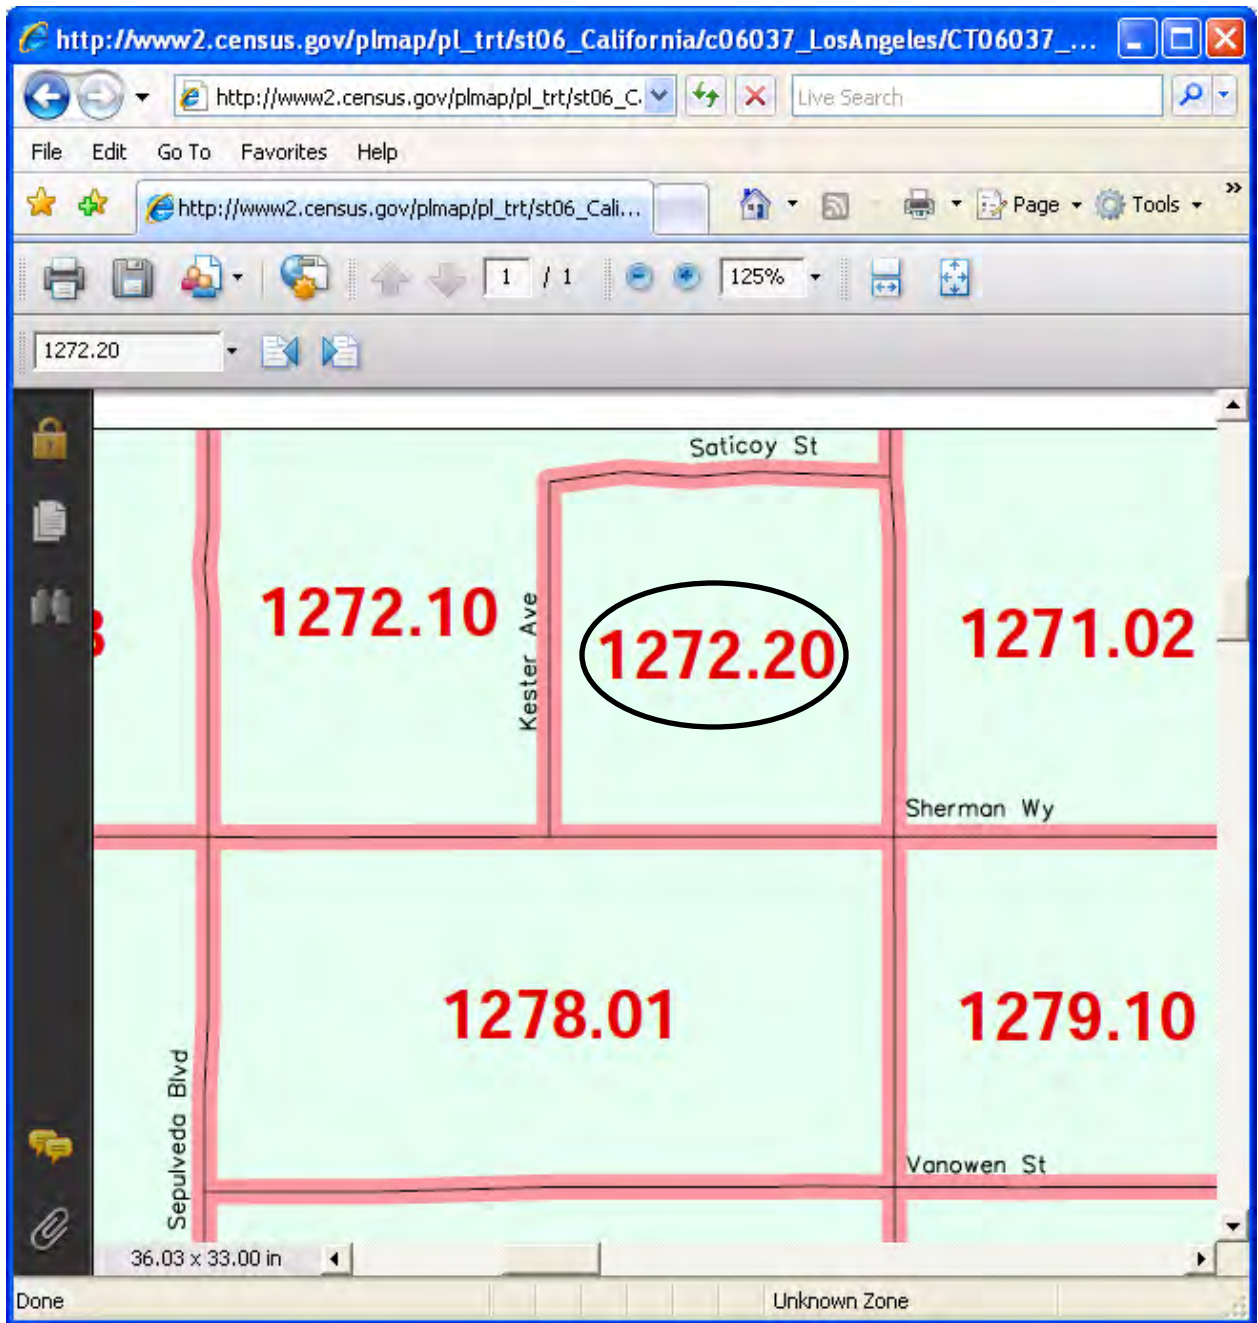 http://www2.census.gov/plmap/pl_trt/st06_California/c06037_LosAngeles/CT06037_...
http://www2.census.gov/plmap/pl_trt/st06_C.
Live Search
File Edit Go To Favorites Help
http://www2.census.gov/plmap/pl_trt/st06_Cali...
Page Tools »
1 / 1 125%
1272.20
Saticoy St
1272.10
Kester Ave
1272.20
1271.02
3
Sherman Wy
1278.01
1279.10
Sepulveda Blvd
Vanowen St
36.03 x 33.00 in
Done Unknown Zone